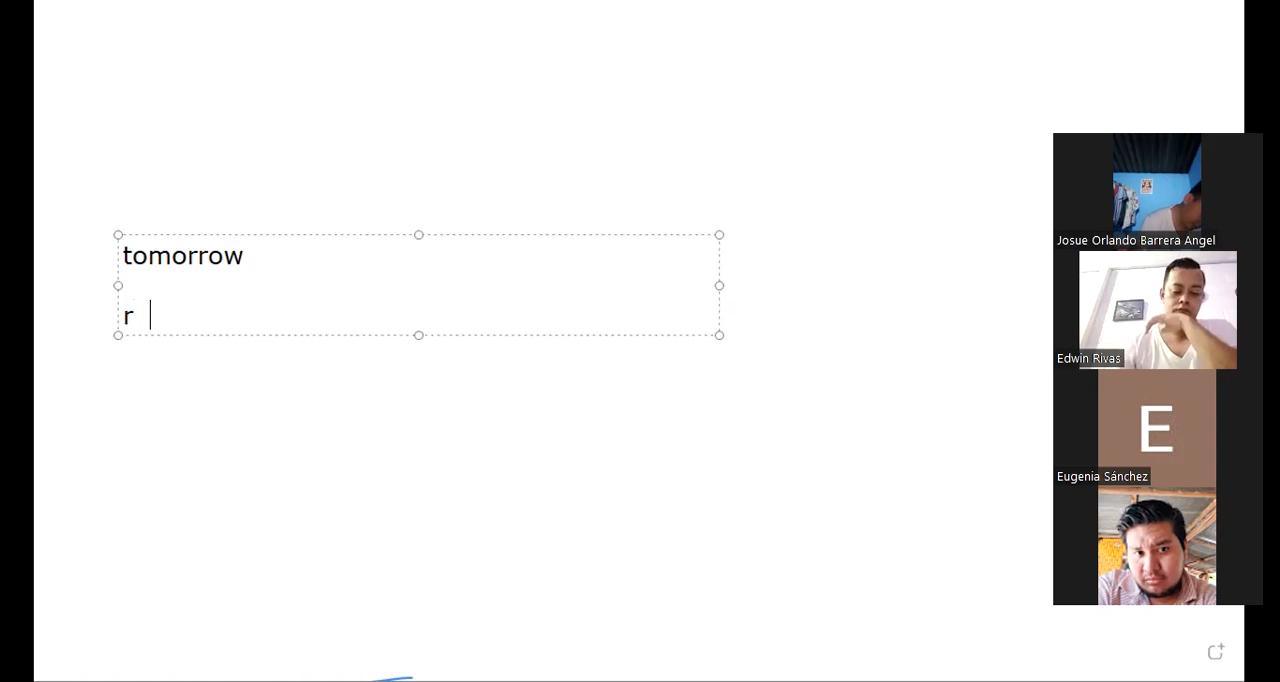 tomorrow
r
Josue Orlando Barrera Angel
Edwin Rivas
E
Eugenia Sánchez